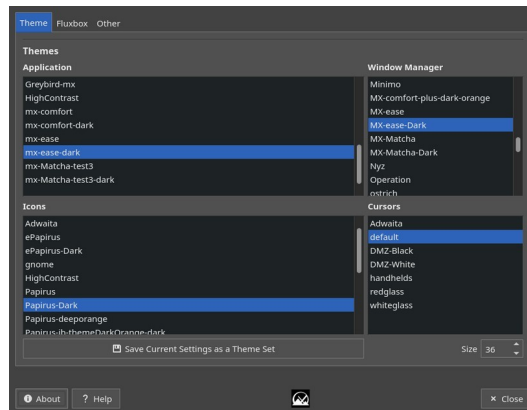 Theme Fluxbox Other
Themes
Application
Greybird-mx
HighContrast
mx-comfort
mx-comfort-dark
mx-ease
mx-ease-dark
mx-Matcha-test3
mx-Matcha-test3-dark
Window Manager
Minimo
MX-comfort-plus-dark-orange
MX-ease
MX-ease-Dark
MX-Matcha
MX-Matcha-Dark
Nyz
Operation
ostrich
Icons
Adwaita
ePapirus
ePapirus-Dark
gnome
HighContrast
Papirus
Papirus-Dark
Papirus-deeporange
Papirus-jb-themeDarkOrange-dark
Cursors
Adwaita
default
DMZ-Black
DMZ-White
handhelds
redglass
whiteglass
Save Current Settings as a Theme Set
Size 36
About ? Help × Close